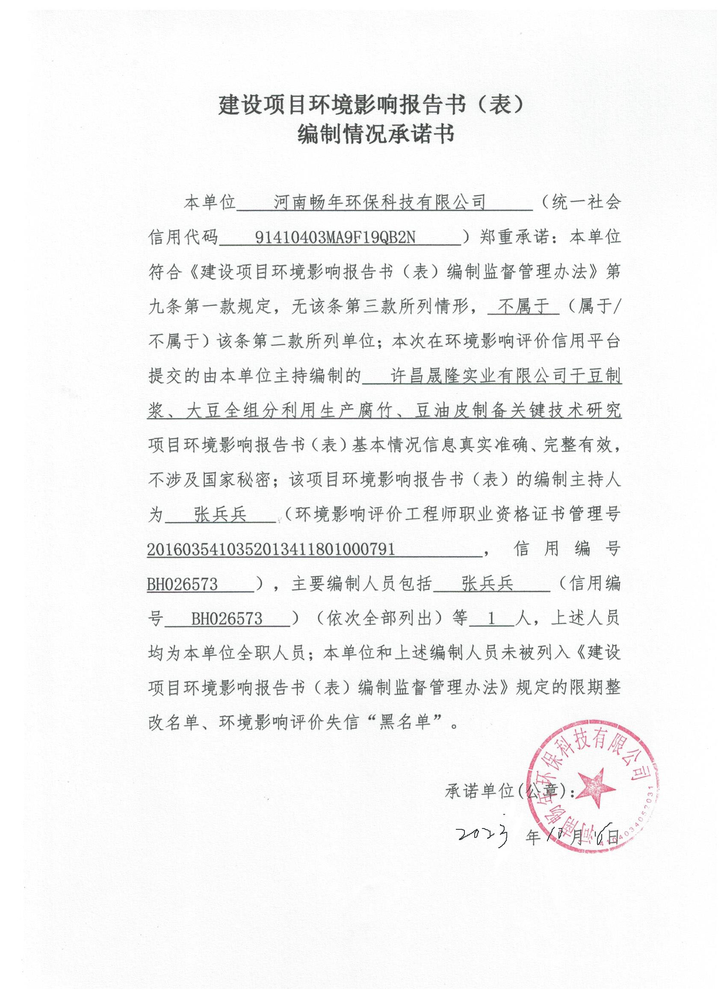 建设项目环境影响报告书（表）
编制情况承诺书
本单位 河南畅年环保科技有限公司 （统一社会
信用代码 91410403MA9F19QB2N ）郑重承诺：本单位
符合《建设项目环境影响报告书（表）编制监督管理办法》第
九条第一款规定，无该条第三款所列情形， 不属于 （属于/
不属于）该条第二款所列单位；本次在环境影响评价信用平台
提交的由本单位主持编制的 许昌晟隆实业有限公司干豆制
浆、大豆全组分利用生产腐竹、豆油皮制备关键技术研究
项目环境影响报告书（表）基本情况信息真实准确、完整有效，
不涉及国家秘密；该项目环境影响报告书（表）的编制主持人
为 张兵兵 （环境影响评价工程师职业资格证书管理号
2016035410352013411801000791 ， 信用编号
BH026573 ），主要编制人员包括 张兵兵 （信用编
号 BH026573 ）（依次全部列出）等 1 人，上述人员
均为本单位全职人员；本单位和上述编制人员未被列入《建设
项目环境影响报告书（表）编制监督管理办法》规定的限期整
改名单、环境影响评价失信“黑名单”。
承诺单位(公章)：
2023 年 10 月 日
河南畅年环保科技有限公司
4104034052031